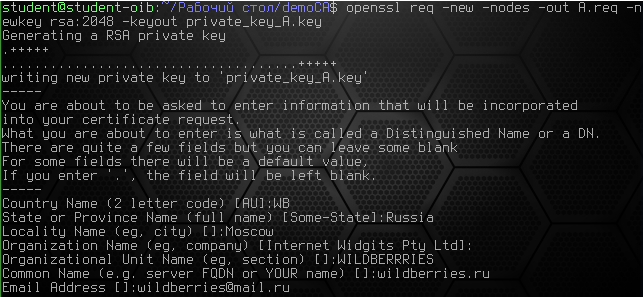 student@student-oib:~/Рабочий стол/demoCA$ openssl req -new -nodes -out A.req -n
ewkey rsa:2048 -keyout private_key_A.key
Generating a RSA private key
.+++++
.......................................+++++
writing new private key to 'private_key_A.key'
-----
You are about to be asked to enter information that will be incorporated
into your certificate request.
What you are about to enter is what is called a Distinguished Name or a DN.
There are quite a few fields but you can leave some blank
For some fields there will be a default value,
If you enter '.', the field will be left blank.
-----
Country Name (2 letter code) [AU]:WB
State or Province Name (full name) [Some-State]:Russia
Locality Name (eg, city) []:Moscow
Organization Name (eg, company) [Internet Widgits Pty Ltd]:
Organizational Unit Name (eg, section) []:WILDBERRRIES
Common Name (e.g. server FQDN or YOUR name) []:wildberries.ru
Email Address []:wildberries@mail.ru